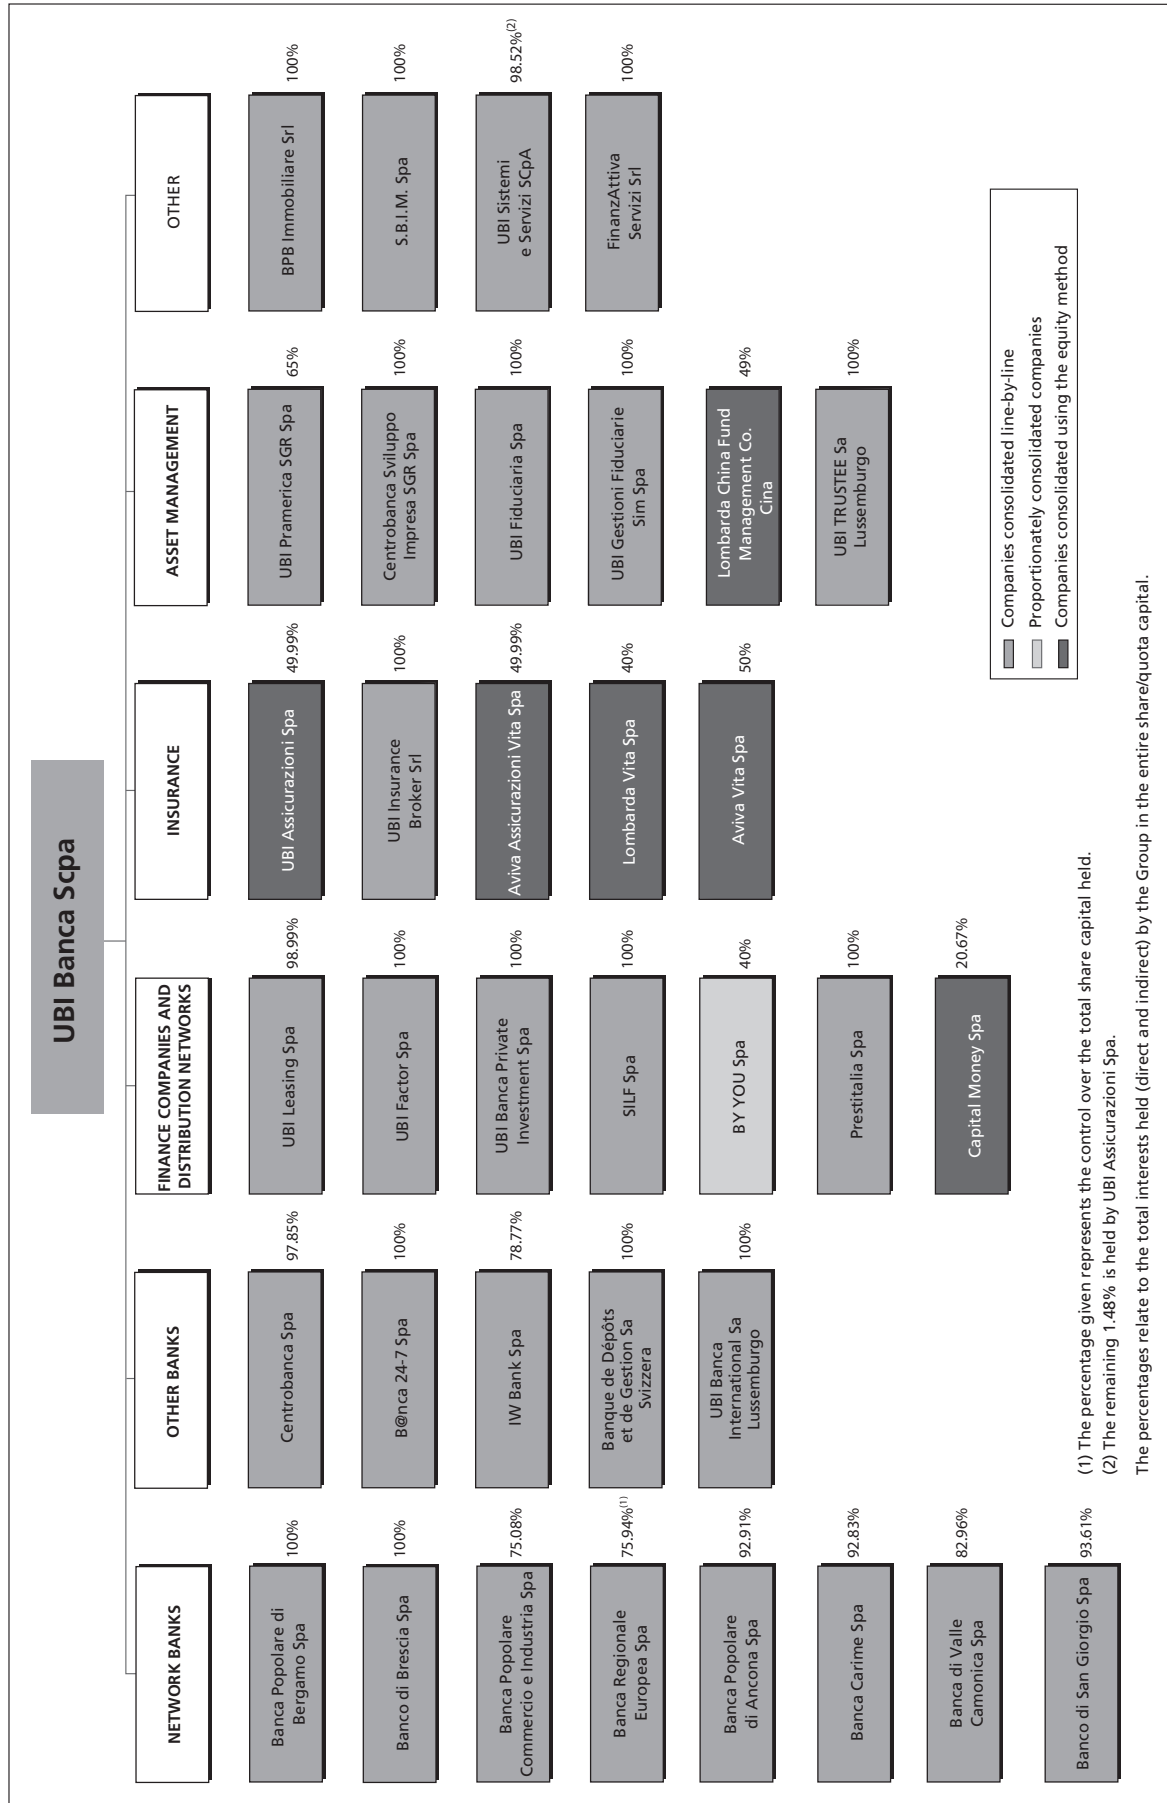 UBI Banca Scpa
NETWORK BANKS
Banca Popolare di
Bergamo Spa
100%
Banco di Brescia Spa
100%
Banca Popolare
Commercio e Industria Spa
75.08%
Banca Regionale
Europea Spa
75.94%(1)
Banca Popolare
di Ancona Spa
92.91%
Banca Carime Spa
92.83%
Banca di Valle
Camonica Spa
82.96%
Banco di San Giorgio Spa
93.61%
OTHER BANKS
Centrobanca Spa
97.85%
B@nca 24-7 Spa
100%
IW Bank Spa
78.77%
Banque de Dépôts
et de Gestion Sa
Svizzera
100%
UBI Banca
International Sa
Lussemburgo
100%
FINANCE COMPANIES AND
DISTRIBUTION NETWORKS
UBI Leasing Spa
98.99%
UBI Factor Spa
100%
UBI Banca Private
Investment Spa
100%
SILF Spa
100%
BY YOU Spa
40%
Prestitalia Spa
100%
Capital Money Spa
20.67%
INSURANCE
UBI Assicurazioni Spa
49.99%
UBI Insurance
Broker Srl
100%
Aviva Assicurazioni Vita Spa
49.99%
Lombarda Vita Spa
40%
Aviva Vita Spa
50%
ASSET MANAGEMENT
UBI Pramerica SGR Spa
65%
Centrobanca Sviluppo
Impresa SGR Spa
100%
UBI Fiduciaria Spa
100%
UBI Gestioni Fiduciarie
Sim Spa
100%
Lombarda China Fund
Management Co.
Cina
49%
UBI TRUSTEE Sa
Lussemburgo
100%
OTHER
BPB Immobiliare Srl
100%
S.B.I.M. Spa
100%
UBI Sistemi
e Servizi SCpA
98.52%(2)
FinanzAttiva
Servizi Srl
100%
Companies consolidated line-by-line
Proportionately consolidated companies
Companies consolidated using the equity method
(1) The percentage given represents the control over the total share capital held.
(2) The remaining 1.48% is held by UBI Assicurazioni Spa.
The percentages relate to the total interests held (direct and indirect) by the Group in the entire share/quota capital.